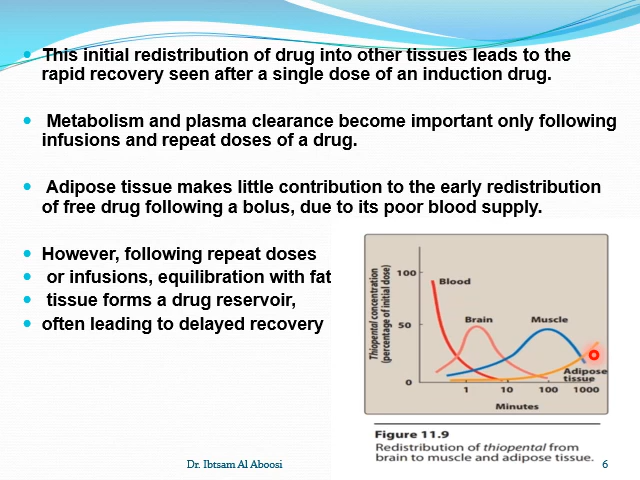 This initial redistribution of drug into other tissues leads to the
rapid recovery seen after a single dose of an induction drug.
Metabolism and plasma clearance become important only following
infusions and repeat doses of a drug.
Adipose tissue makes little contribution to the early redistribution
of free drug following a bolus, due to its poor blood supply.
However, following repeat doses
or infusions, equilibration with fat
tissue forms a drug reservoir,
often leading to delayed recovery
Thiopental concentration
(percentage of initial dose)
100
50
0
Blood
Brain
Muscle
Adipose
tissue
1 10 100 1000
Minutes
Figure 11.9
Redistribution of thiopental from
brain to muscle and adipose tissue.
Dr. Ibtsam Al Aboosi
6